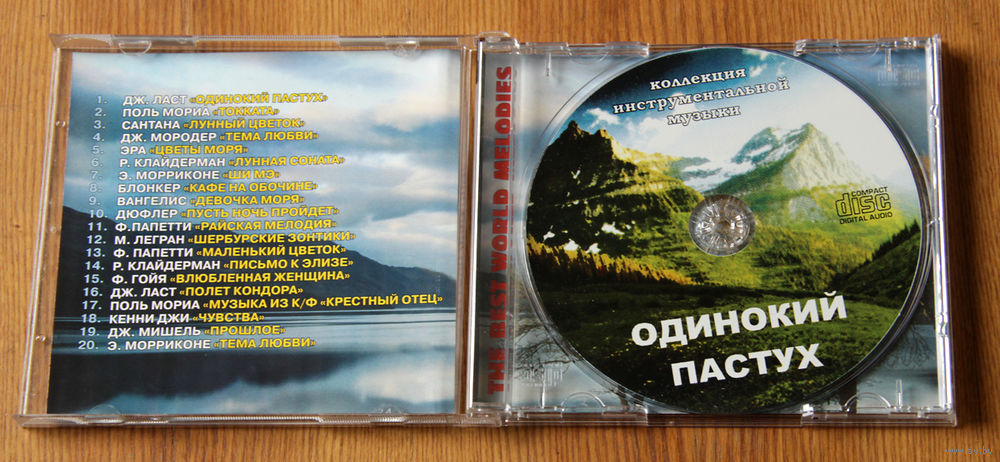 1. ДЖ. ЛАСТ «ОДИНОКИЙ ПАСТУХ»
2. ПОЛЬ МОРИА «ТОККАТА»
3. САНТАНА «ЛУННЫЙ ЦВЕТОК»
4. ДЖ. МОРОДЕР «ТЕМА ЛЮБВИ»
5. ЭРА «ЦВЕТЫ МОРЯ»
6. Р. КЛАЙДЕРМАН «ЛУННАЯ СОНАТА»
7. Э. МОРРИКОНЕ «ШИ МЭ»
8. БЛОНКЕР «КАФЕ НА ОБОЧИНЕ»
9. ВАНГЕЛИС «ДЕВОЧКА МОРЯ»
10. ДЮФЛЕР «ПУСТЬ НОЧЬ ПРОЙДЕТ»
11. Ф.ПАПЕТТИ «РАЙСКАЯ МЕЛОДИЯ»
12. М. ЛЕГРАН «ШЕРБУРСКИЕ ЗОНТИКИ»
13. Ф. ПАПЕТТИ «МАЛЕНЬКИЙ ЦВЕТОК»
14. Р. КЛАЙДЕРМАН «ПИСЬМО К ЭЛИЗЕ»
15. Ф. ГОЙЯ «ВЛЮБЛЕННАЯ ЖЕНЩИНА»
16. ДЖ. ЛАСТ «ПОЛЕТ КОНДОРА»
17. ПОЛЬ МОРИА «МУЗЫКА ИЗ К/Ф «КРЕСТНЫЙ ОТЕЦ»
18. КЕННИ ДЖИ «ЧУВСТВА»
19. ДЖ. МИШЕЛЬ «ПРОШЛОЕ»
20. Э. МОРРИКОНЕ «ТЕМА ЛЮБВИ»
THE BEST WORLD MELODIES
коллекция
инструментальной
музыки
COMPACT
disc
DIGITAL AUDIO
ОДИНОКИЙ
ПАСТУХ